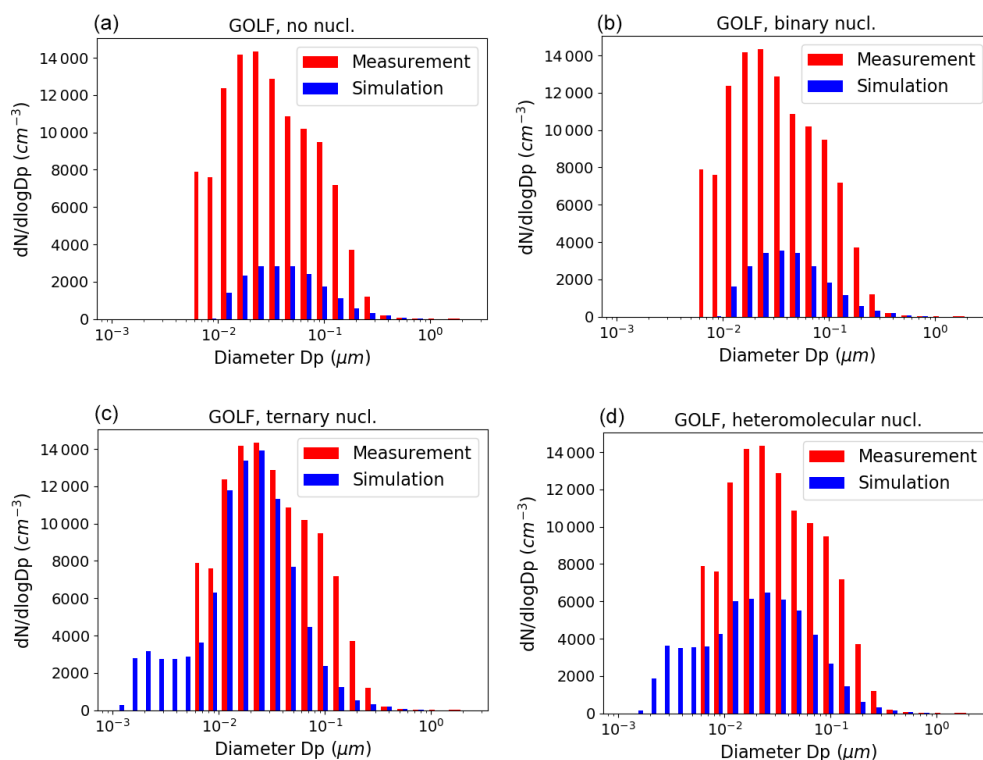 (a)
GOLF, no nucl.
dN/dlogDp (cm⁻³)
14 000
12 000
10 000
8000
6000
4000
2000
0
Measurement
Simulation
10⁻³ 10⁻² 10⁻¹ 10⁰
Diameter Dp (μm)
(b)
GOLF, binary nucl.
dN/dlogDp (cm⁻³)
14 000
12 000
10 000
8000
6000
4000
2000
0
Measurement
Simulation
10⁻³ 10⁻² 10⁻¹ 10⁰
Diameter Dp (μm)
(c)
GOLF, ternary nucl.
dN/dlogDp (cm⁻³)
14 000
12 000
10 000
8000
6000
4000
2000
0
Measurement
Simulation
10⁻³ 10⁻² 10⁻¹ 10⁰
Diameter Dp (μm)
(d)
GOLF, heteromolecular nucl.
dN/dlogDp (cm⁻³)
14 000
12 000
10 000
8000
6000
4000
2000
0
Measurement
Simulation
10⁻³ 10⁻² 10⁻¹ 10⁰
Diameter Dp (μm)